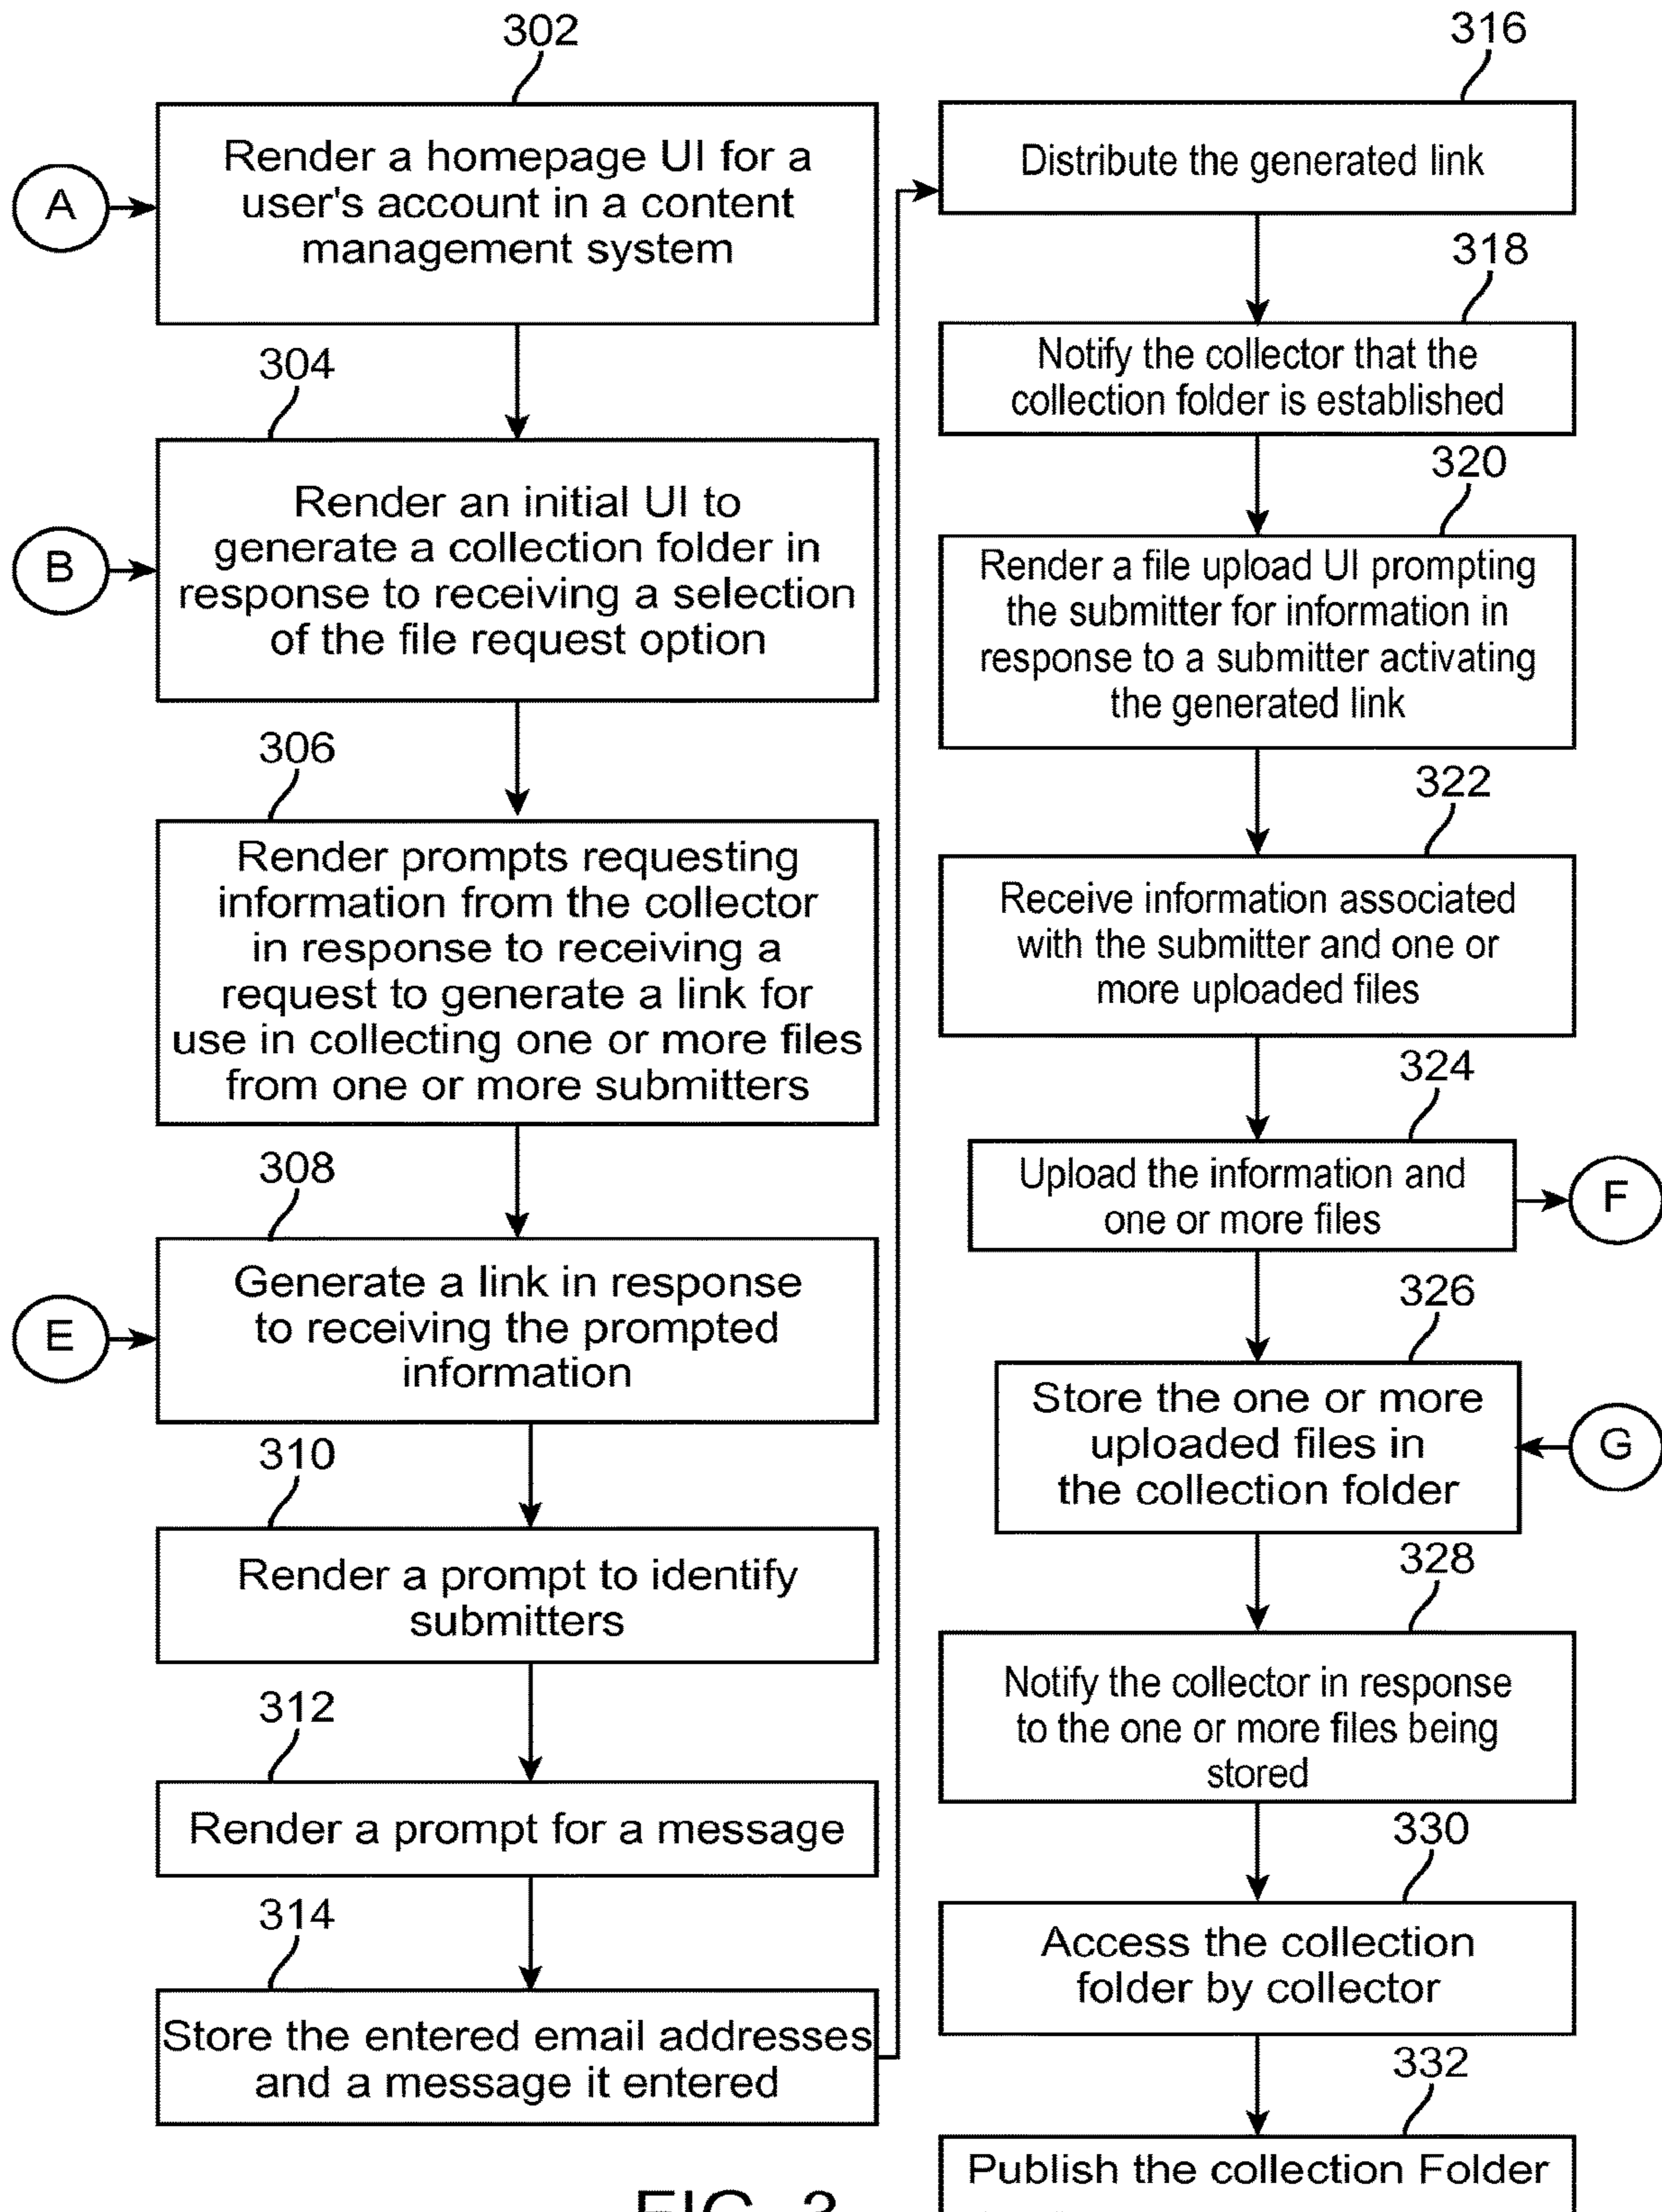 302
A
Render a homepage UI for a
user's account in a content
management system
304
B
Render an initial UI to
generate a collection folder in
response to receiving a selection
of the file request option
306
Render prompts requesting
information from the collector
in response to receiving a
request to generate a link for
use in collecting one or more files
from one or more submitters
308
E
Generate a link in response
to receiving the prompted
information
310
Render a prompt to identify
submitters
312
Render a prompt for a message
314
Store the entered email addresses
and a message it entered
316
Distribute the generated link
318
Notify the collector that the
collection folder is established
320
Render a file upload UI prompting
the submitter for information in
response to a submitter activating
the generated link
322
Receive information associated
with the submitter and one or
more uploaded files
324
Upload the information and
one or more files
F
326
Store the one or more
uploaded files in
the collection folder
G
328
Notify the collector in response
to the one or more files being
stored
330
Access the collection
folder by collector
332
Publish the collection Folder
FIG. 3